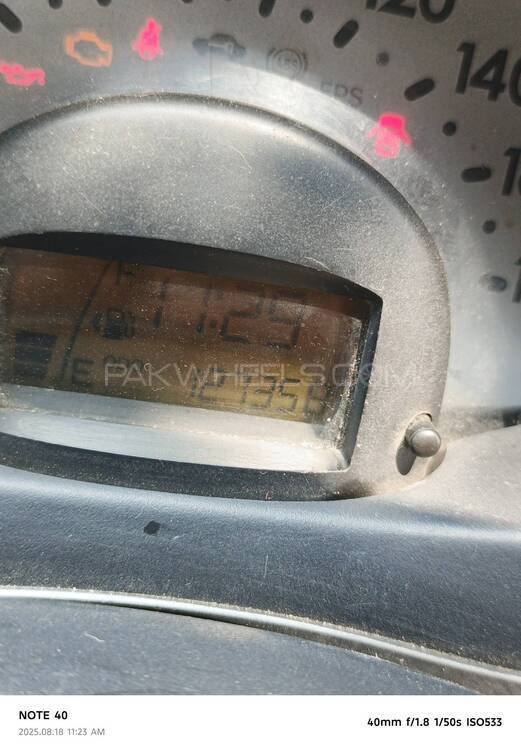 120
140
EPS
F
11:25
E ODO
PAKWHEELS.COM
NOTE 40
40mm f/1.8 1/50s ISO533
2025.08.18 11:23 AM